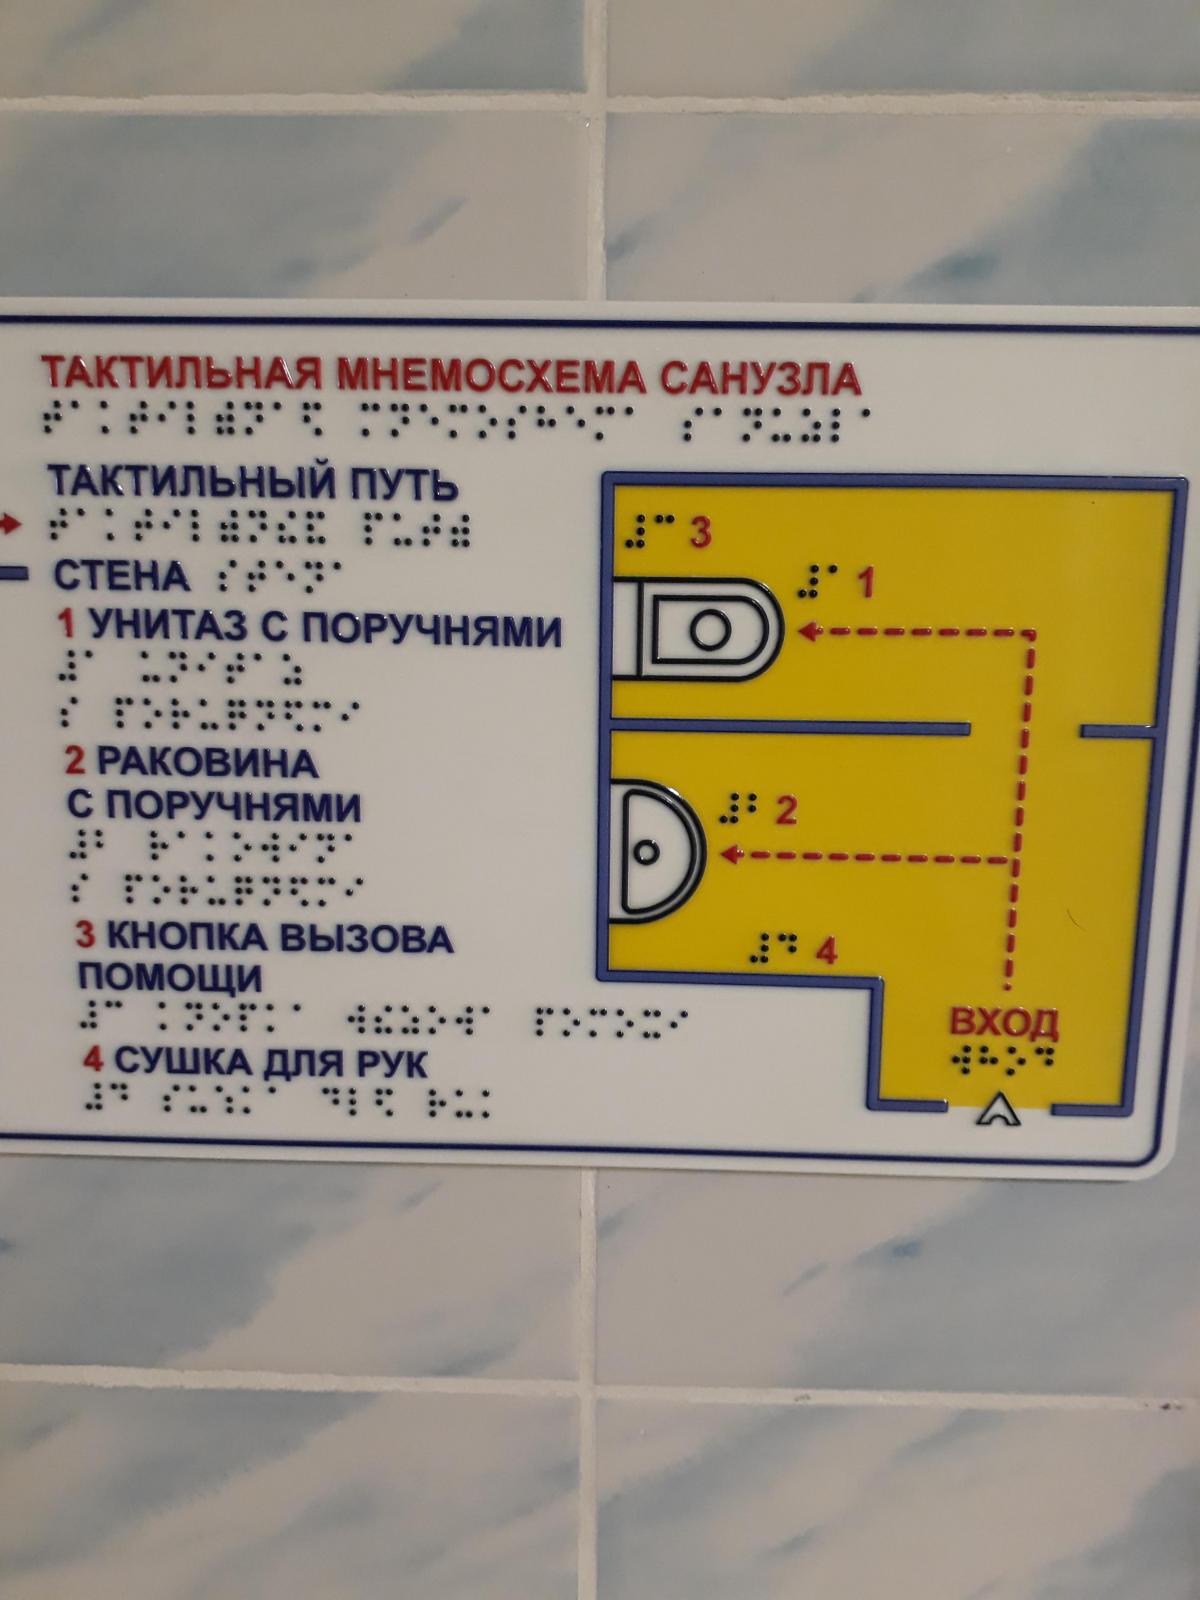 ТАКТИЛЬНАЯ МНЕМОСХЕМА САНУЗЛА
⠞⠁⠅⠞⠊⠇⠾⠝⠁⠫ ⠍⠝⠑⠍⠕⠎⠓⠑⠍⠁ ⠎⠁⠝⠥⠵⠇⠁
ТАКТИЛЬНЫЙ ПУТЬ
⠞⠁⠅⠞⠊⠇⠾⠝⠮⠯ ⠏⠥⠞⠾
СТЕНА ⠎⠞⠑⠝⠁
1 УНИТАЗ С ПОРУЧНЯМИ
⠼⠁ ⠥⠝⠊⠞⠁⠵
⠎ ⠏⠕⠗⠥⠟⠝⠫⠍⠊
2 РАКОВИНА
С ПОРУЧНЯМИ
⠼⠃ ⠗⠁⠅⠕⠺⠊⠝⠁
⠎ ⠏⠕⠗⠥⠟⠝⠫⠍⠊
3 КНОПКА ВЫЗОВА
ПОМОЩИ
⠼⠉ ⠅⠝⠕⠏⠅⠁ ⠺⠮⠵⠕⠺⠁ ⠏⠕⠍⠕⠭⠊
4 СУШКА ДЛЯ РУК
⠼⠙ ⠎⠥⠱⠅⠁ ⠙⠇⠫ ⠗⠥⠅
⠼⠉ 3
⠼⠁ 1
⠼⠃ 2
⠼⠙ 4
ВХОД
⠺⠓⠕⠙